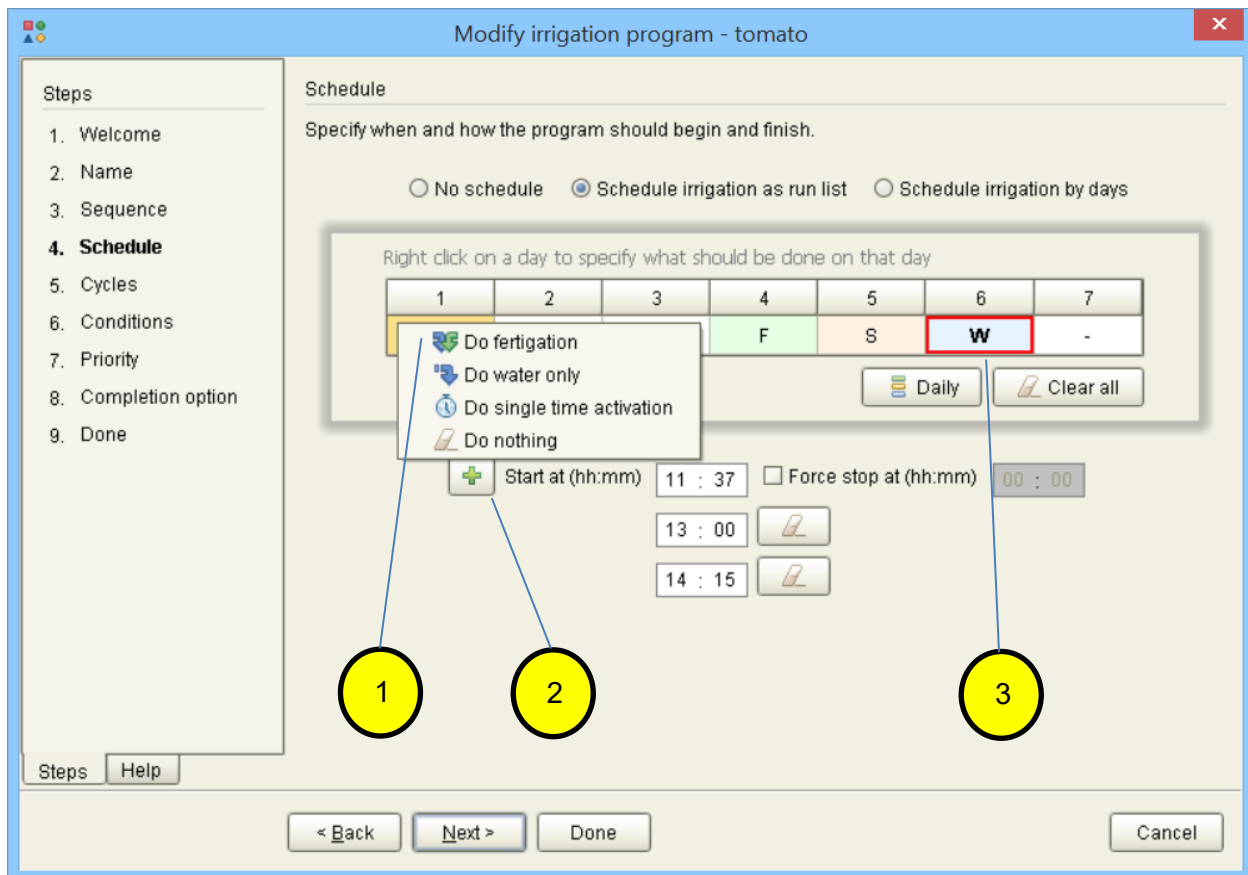 Modify irrigation program - tomato
Steps
1. Welcome
2. Name
3. Sequence
4. Schedule
5. Cycles
6. Conditions
7. Priority
8. Completion option
9. Done
Steps Help
Schedule
Specify when and how the program should begin and finish.
No schedule Schedule irrigation as run list Schedule irrigation by days
Right click on a day to specify what should be done on that day
1 2 3 4 5 6 7
F S W -
Do fertigation
Do water only
Do single time activation
Do nothing
Daily Clear all
Start at (hh:mm) 11 : 37 Force stop at (hh:mm) 00 : 00
13 : 00
14 : 15
1 2 3
< Back Next > Done Cancel